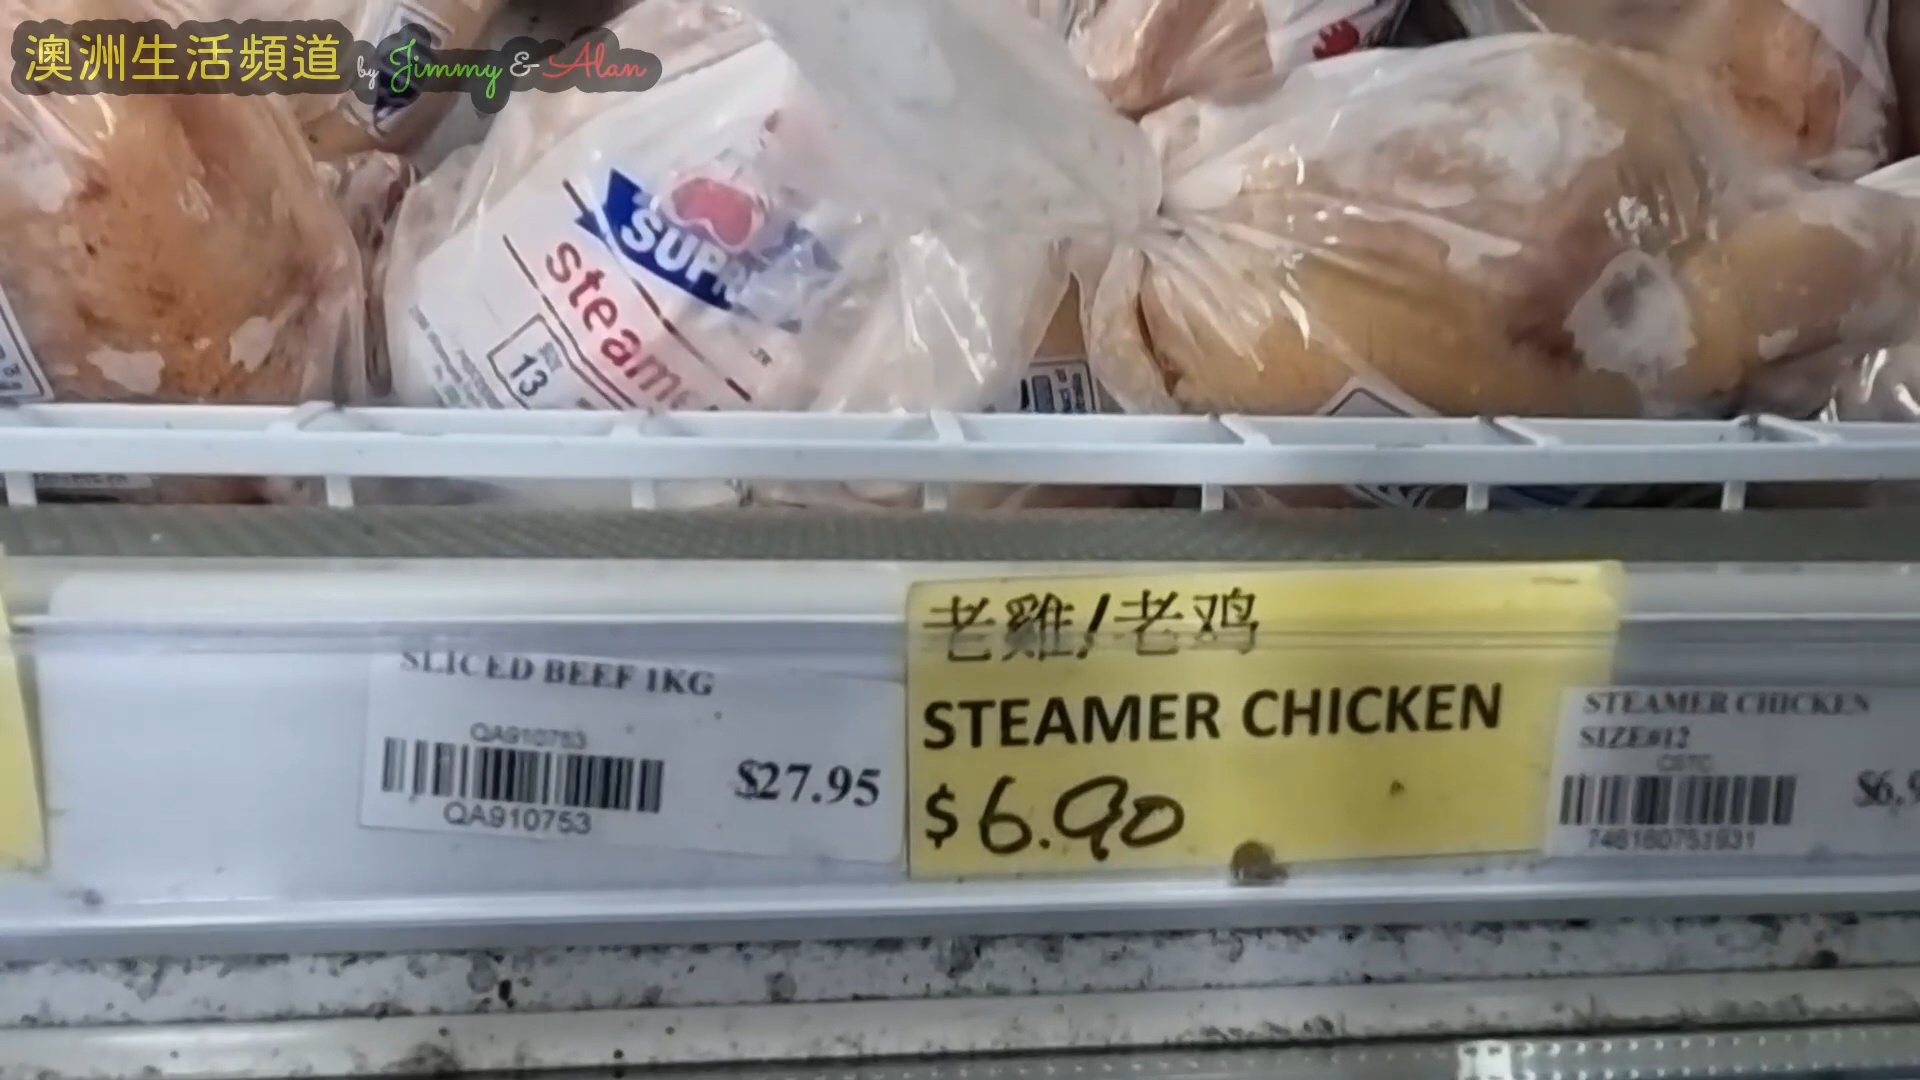 澳洲生活頻道 by Jimmy & Alan
steame
13
SLICED BEEF 1KG
QA910753
QA910753
$27.95
老雞/老鸡
STEAMER CHICKEN
$6.90
STEAMER CHICKEN
SIZE#12